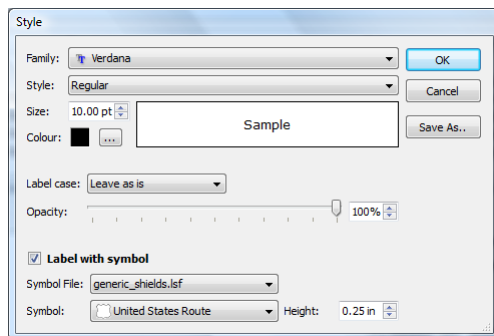 Style
Family: Verdana OK
Style: Regular Cancel
Size: 10.00 pt Sample Save As..
Colour: ...
Label case: Leave as is
Opacity: 100%
Label with symbol
Symbol File: generic_shields.lsf
Symbol: United States Route Height: 0.25 in